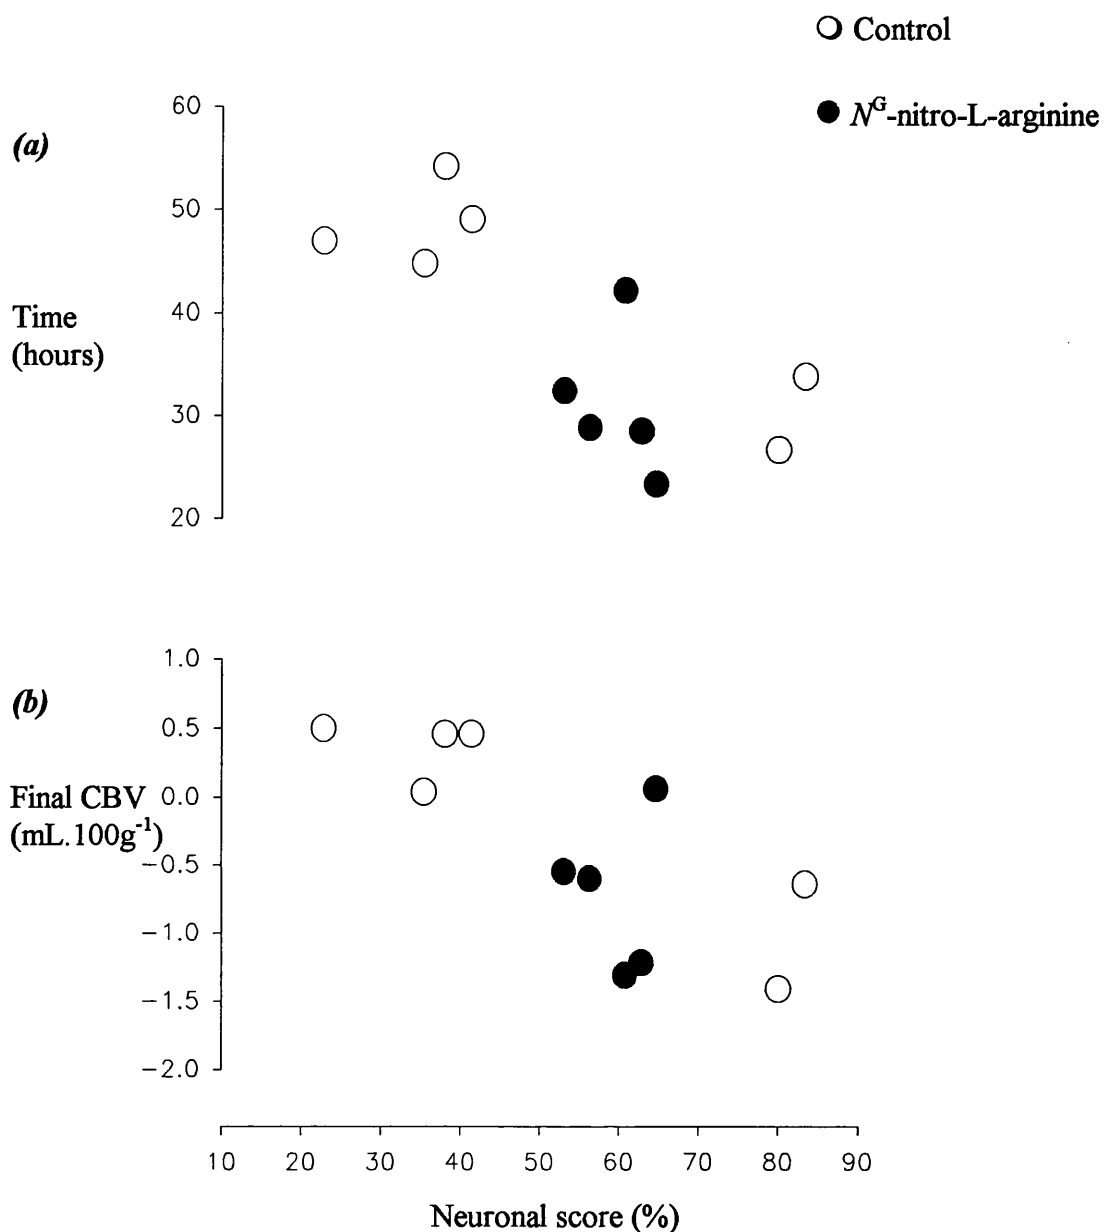 Control
N^G-nitro-L-arginine
(a)
60
50
40
30
20
Time
(hours)
(b)
1.0
0.5
0.0
−0.5
−1.0
−1.5
−2.0
Final CBV
(mL.100g^-1)
10 20 30 40 50 60 70 80 90
Neuronal score (%)